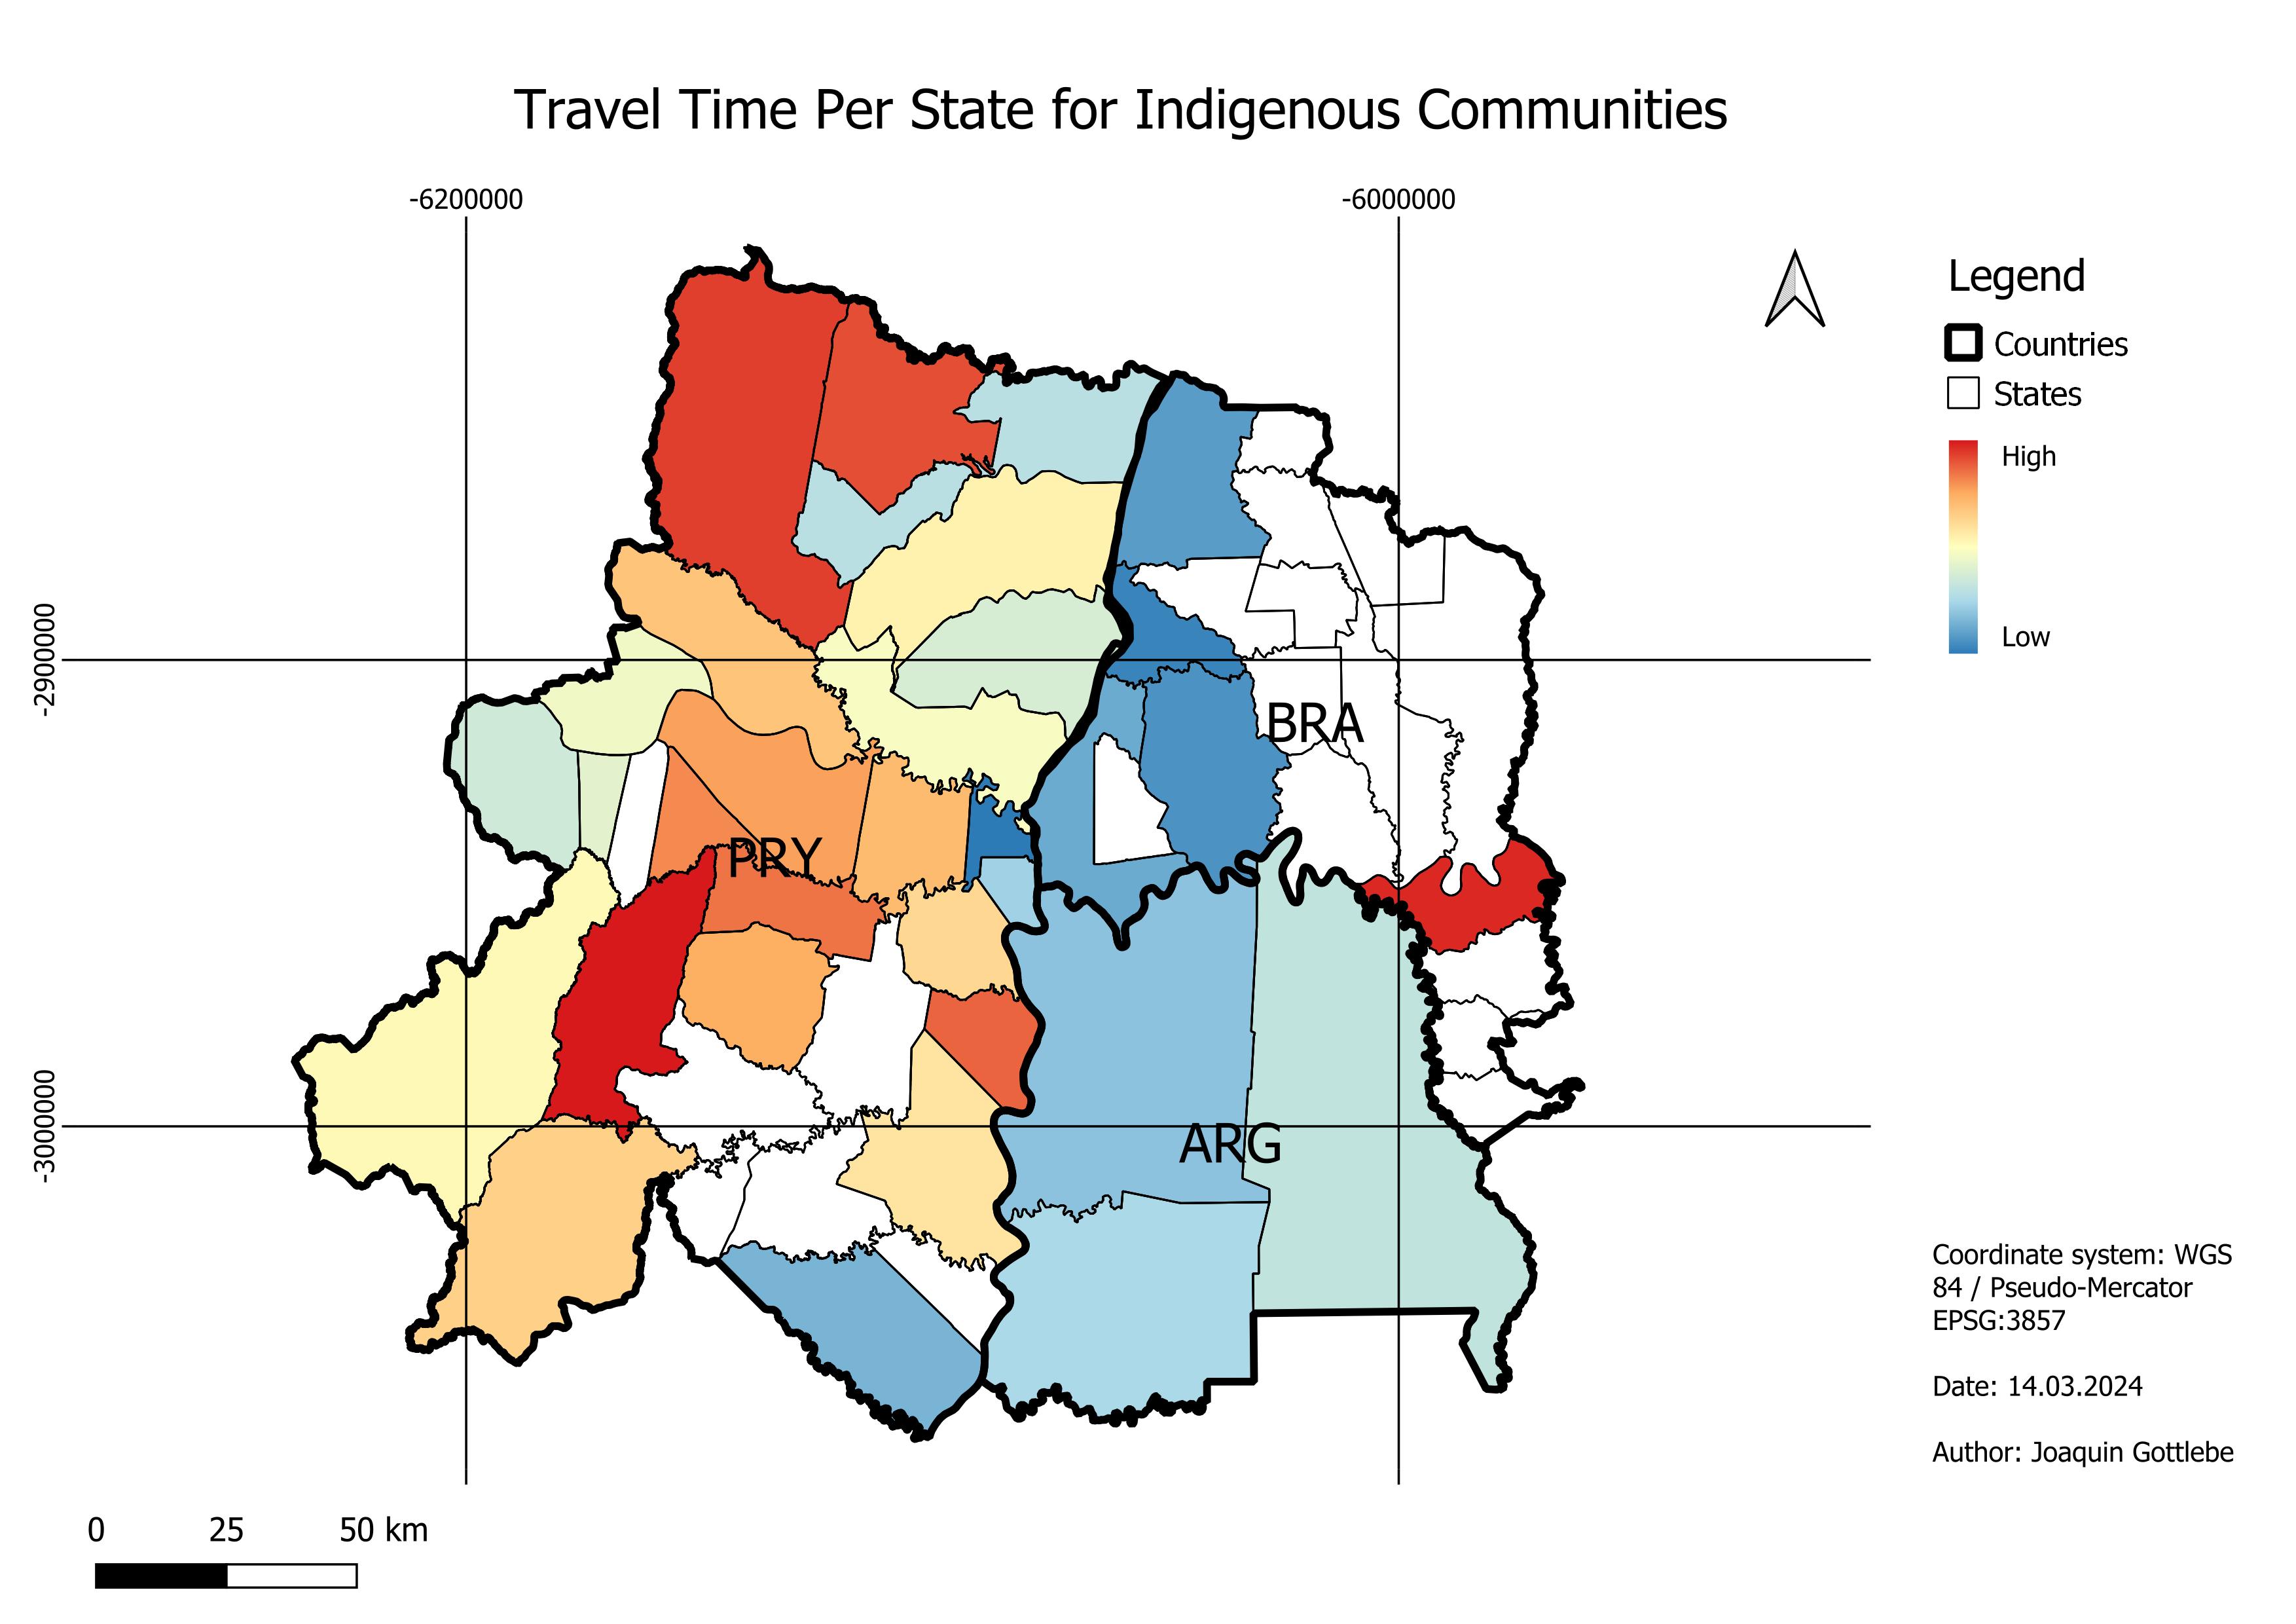 Travel Time Per State for Indigenous Communities
-6200000
-6000000
Legend
Countries
States
High
Low
-2900000
BRA
PRY
-3000000
ARG
Coordinate system: WGS
84 / Pseudo-Mercator
EPSG:3857
Date: 14.03.2024
Author: Joaquin Gottlebe
0 25 50 km